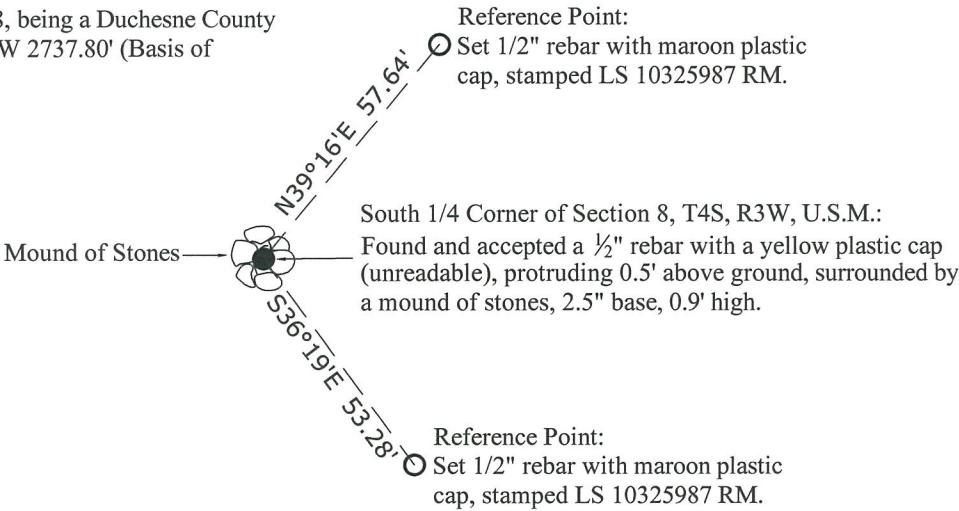 3, being a Duchesne County
W 2737.80' (Basis of
Reference Point:
Set 1/2" rebar with maroon plastic
cap, stamped LS 10325987 RM.
N39°16'E 57.64'
South 1/4 Corner of Section 8, T4S, R3W, U.S.M.:
Found and accepted a ½" rebar with a yellow plastic cap
(unreadable), protruding 0.5' above ground, surrounded by
a mound of stones, 2.5" base, 0.9' high.
Mound of Stones
S36°19'E 53.28'
Reference Point:
Set 1/2" rebar with maroon plastic
cap, stamped LS 10325987 RM.